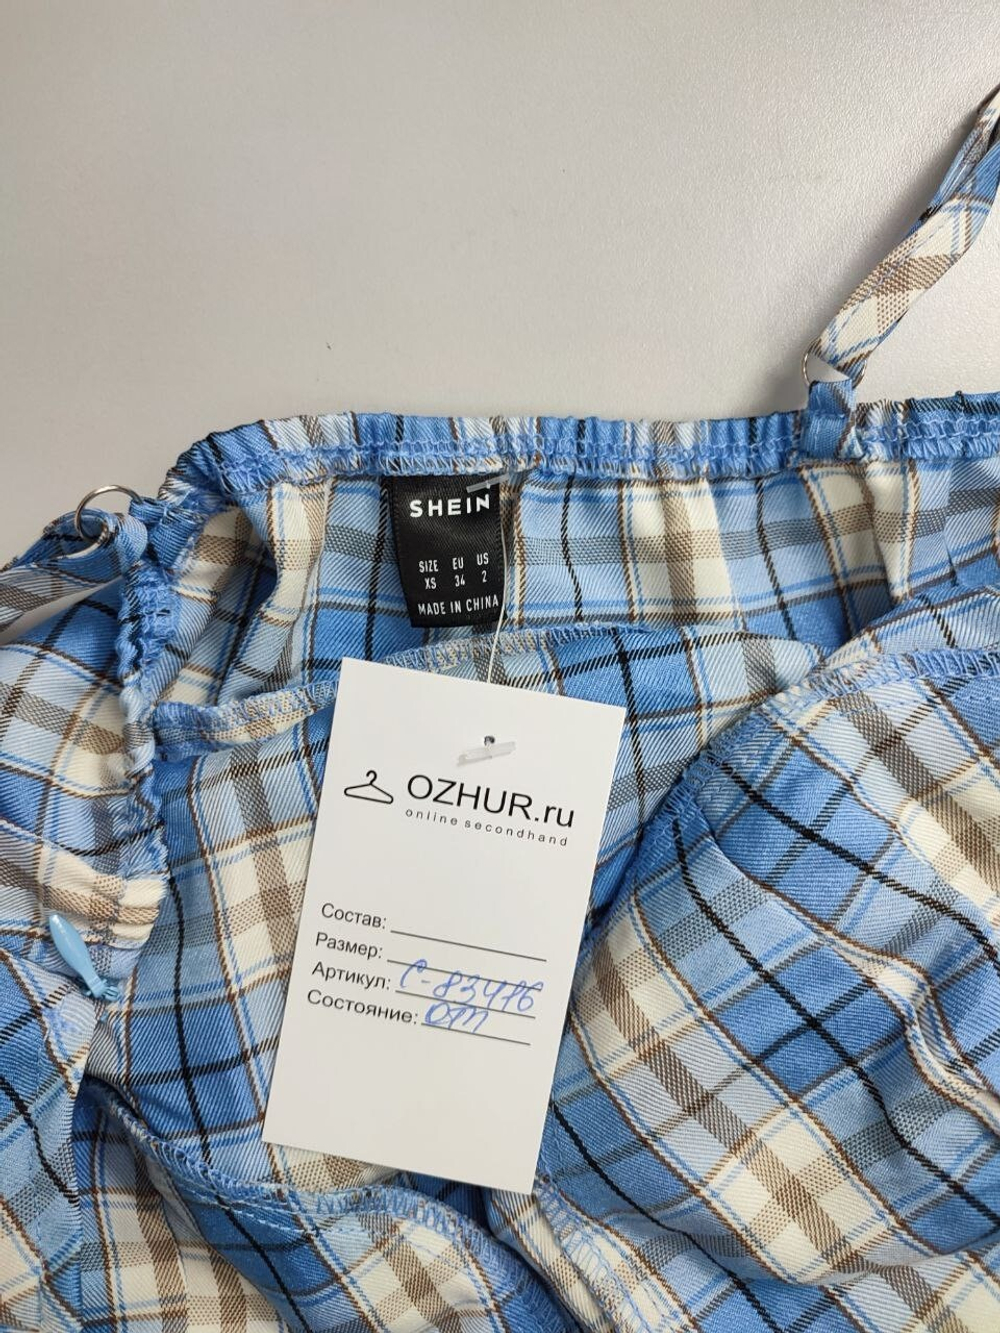 SHEIN
SIZE EU US
XS 34 2
MADE IN CHINA
OZHUR.ru
online secondhand
Состав:
Размер:
Артикул: С-83476
Состояние: от